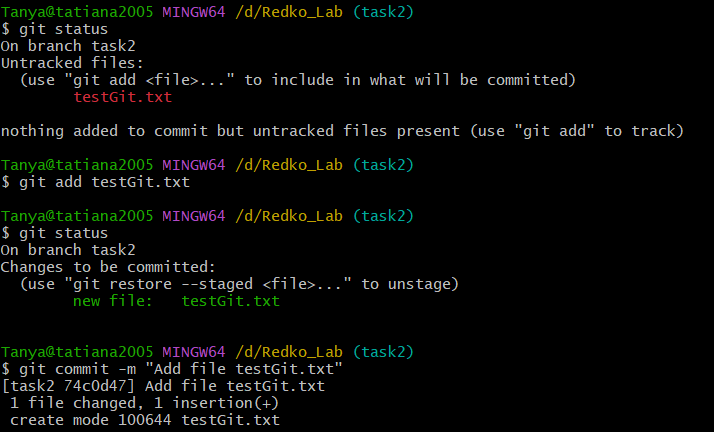 Tanya@tatiana2005 MINGW64 /d/Redko_Lab (task2)
$ git status
On branch task2
Untracked files:
  (use "git add <file>..." to include in what will be committed)
        testGit.txt

nothing added to commit but untracked files present (use "git add" to track)

Tanya@tatiana2005 MINGW64 /d/Redko_Lab (task2)
$ git add testGit.txt

Tanya@tatiana2005 MINGW64 /d/Redko_Lab (task2)
$ git status
On branch task2
Changes to be committed:
  (use "git restore --staged <file>..." to unstage)
        new file:   testGit.txt


Tanya@tatiana2005 MINGW64 /d/Redko_Lab (task2)
$ git commit -m "Add file testGit.txt"
[task2 74c0d47] Add file testGit.txt
 1 file changed, 1 insertion(+)
 create mode 100644 testGit.txt